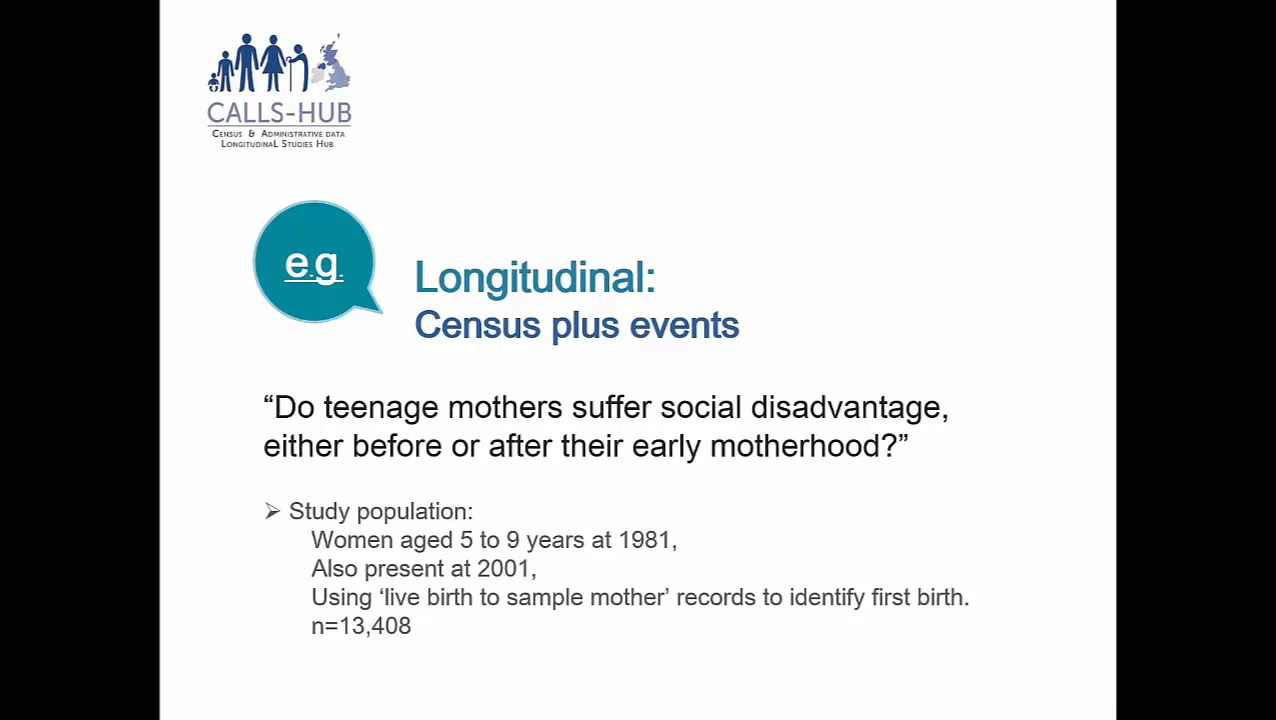 CALLS-HUB
CENSUS & ADMINISTRATIVE DATA
LONGITUDINAL STUDIES HUB
e.g.
Longitudinal:
Census plus events
“Do teenage mothers suffer social disadvantage,
either before or after their early motherhood?”
➢ Study population:
Women aged 5 to 9 years at 1981,
Also present at 2001,
Using ‘live birth to sample mother’ records to identify first birth.
n=13,408